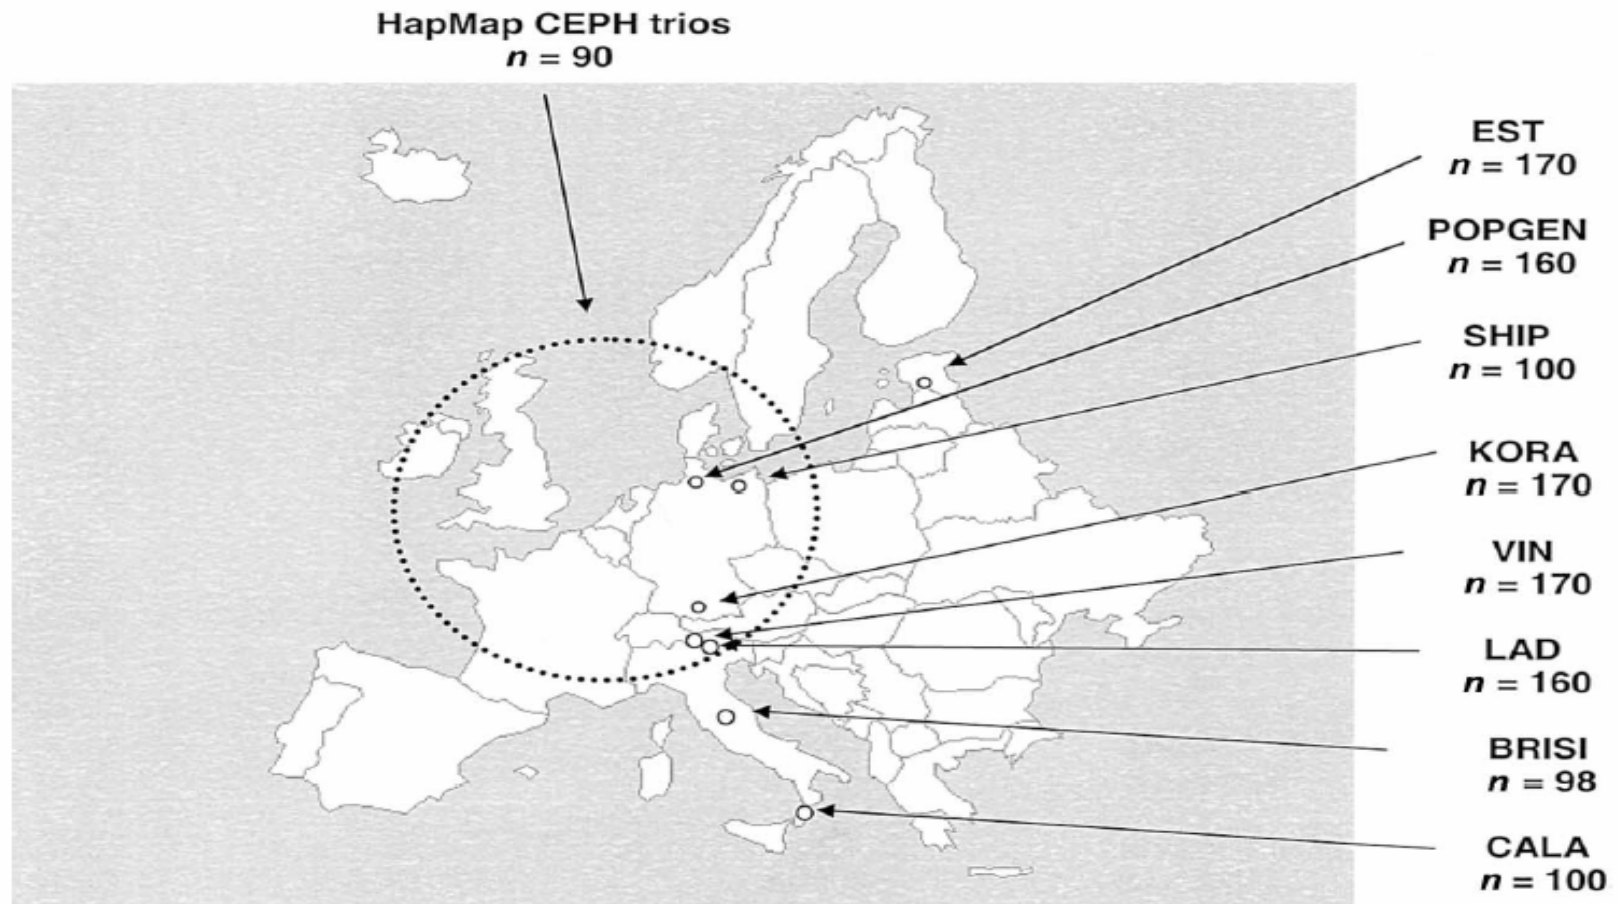 HapMap CEPH trios
n = 90
EST
n = 170
POPGEN
n = 160
SHIP
n = 100
KORA
n = 170
VIN
n = 170
LAD
n = 160
BRISI
n = 98
CALA
n = 100